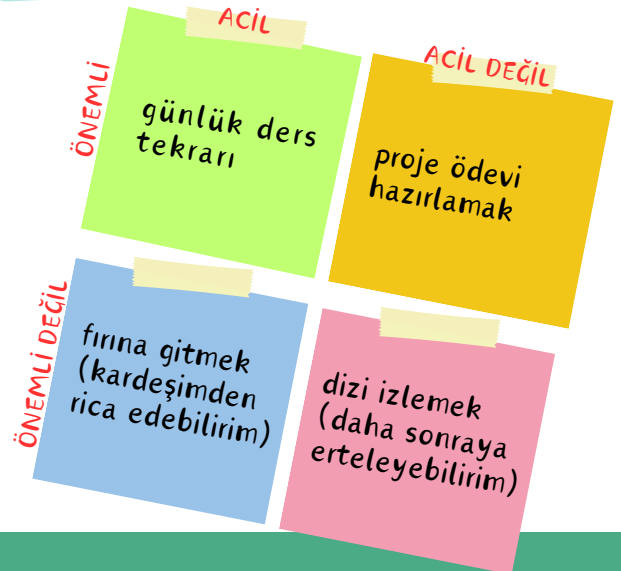 ACİL
ACİL DEĞİL
ÖNEMLİ
günlük ders
tekrarı
proje ödevi
hazırlamak
ÖNEMLİ DEĞİL
fırına gitmek
(kardeşimden
rica edebilirim)
dizi izlemek
(daha sonraya
erteleyebilirim)